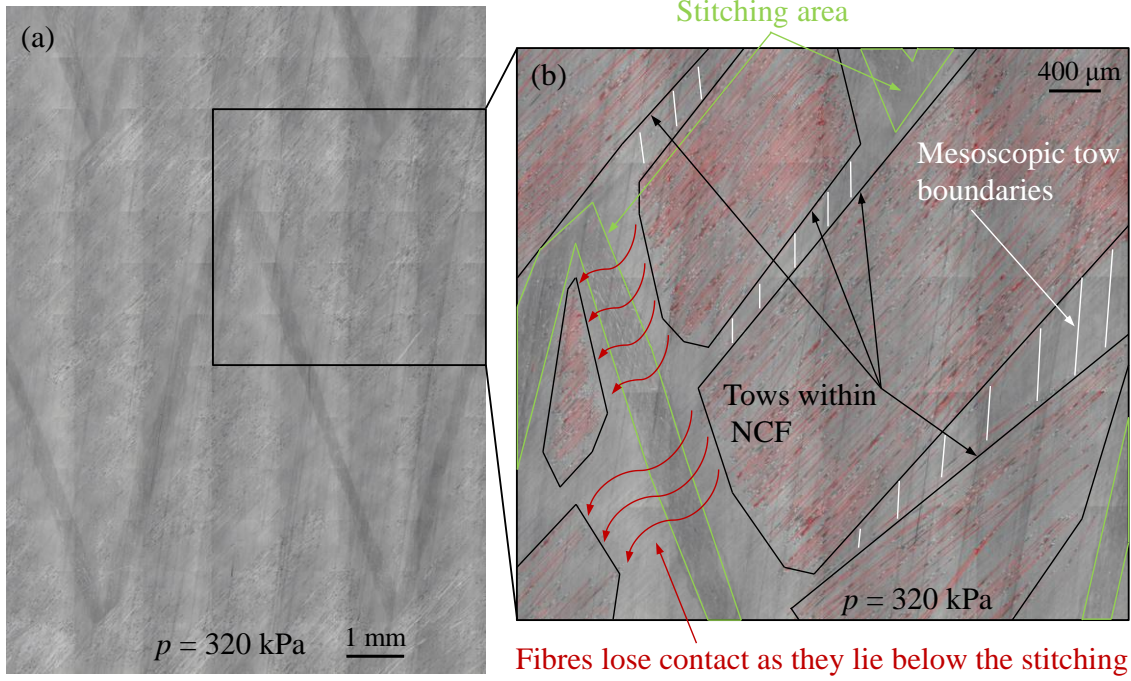 (a)
p = 320 kPa
1 mm
Stitching area
(b)
400 μm
Mesoscopic tow
boundaries
Tows within
NCF
p = 320 kPa
Fibres lose contact as they lie below the stitching